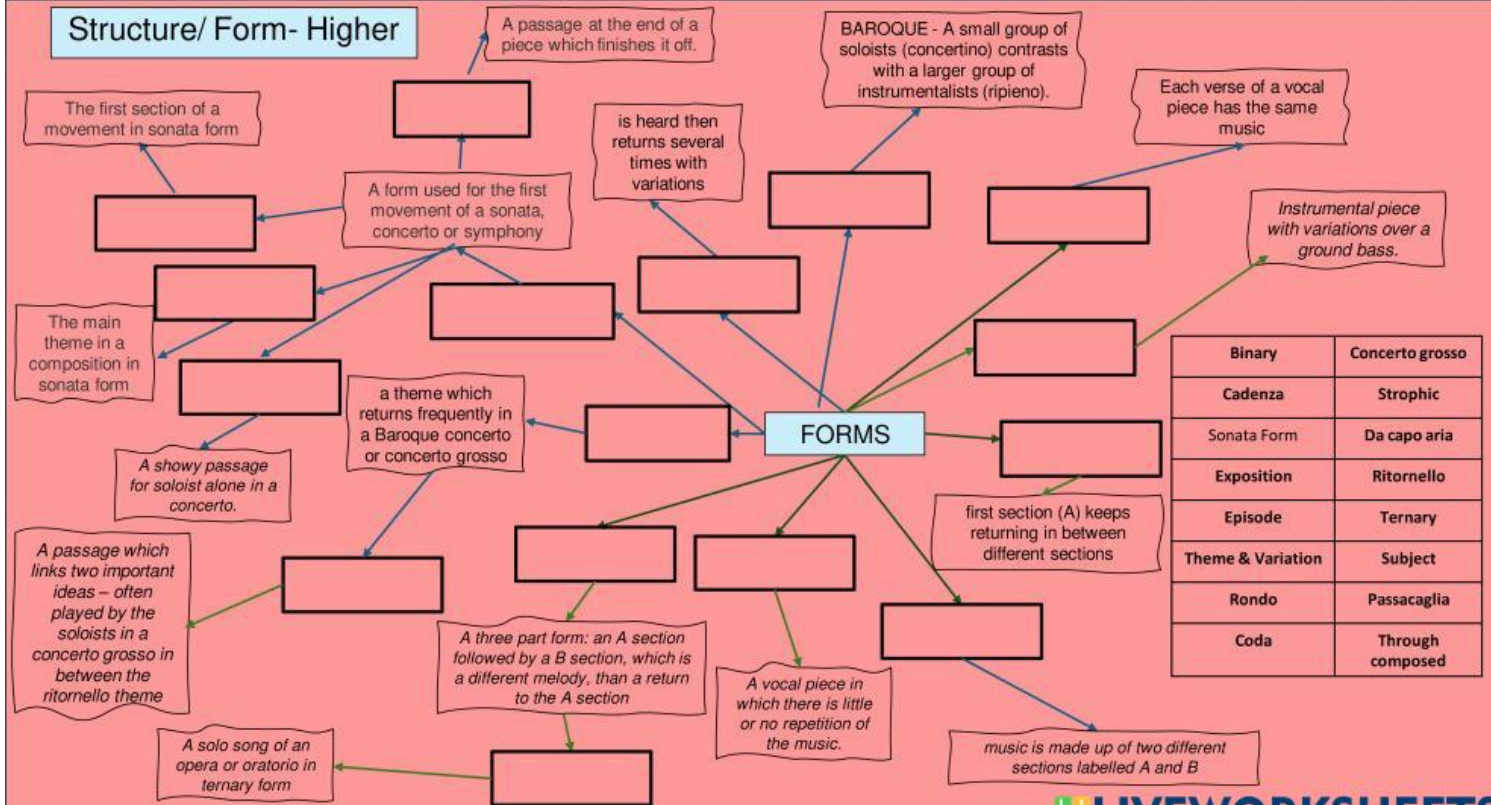 Structure/ Form- Higher
A passage at the end of a
piece which finishes it off.
BAROQUE - A small group of
soloists (concertino) contrasts
with a larger group of
instrumentalists (ripieno).
Each verse of a vocal
piece has the same
music
The first section of a
movement in sonata form
is heard then
returns several
times with
variations
A form used for the first
movement of a sonata,
concerto or symphony
Instrumental piece
with variations over a
ground bass.
The main
theme in a
composition in
sonata form
a theme which
returns frequently in
a Baroque concerto
or concerto grosso
FORMS
A showy passage
for soloist alone in a
concerto.
first section (A) keeps
returning in between
different sections
A passage which
links two important
ideas – often
played by the
soloists in a
concerto grosso in
between the
ritornello theme
A three part form: an A section
followed by a B section, which is
a different melody, than a return
to the A section
A vocal piece in
which there is little
or no repetition of
the music.
music is made up of two different
sections labelled A and B
A solo song of an
opera or oratorio in
ternary form
Binary Concerto grosso
Cadenza Strophic
Sonata Form Da capo aria
Exposition Ritornello
Episode Ternary
Theme & Variation Subject
Rondo Passacaglia
Coda Through
composed
LIVEWORKSHEETS